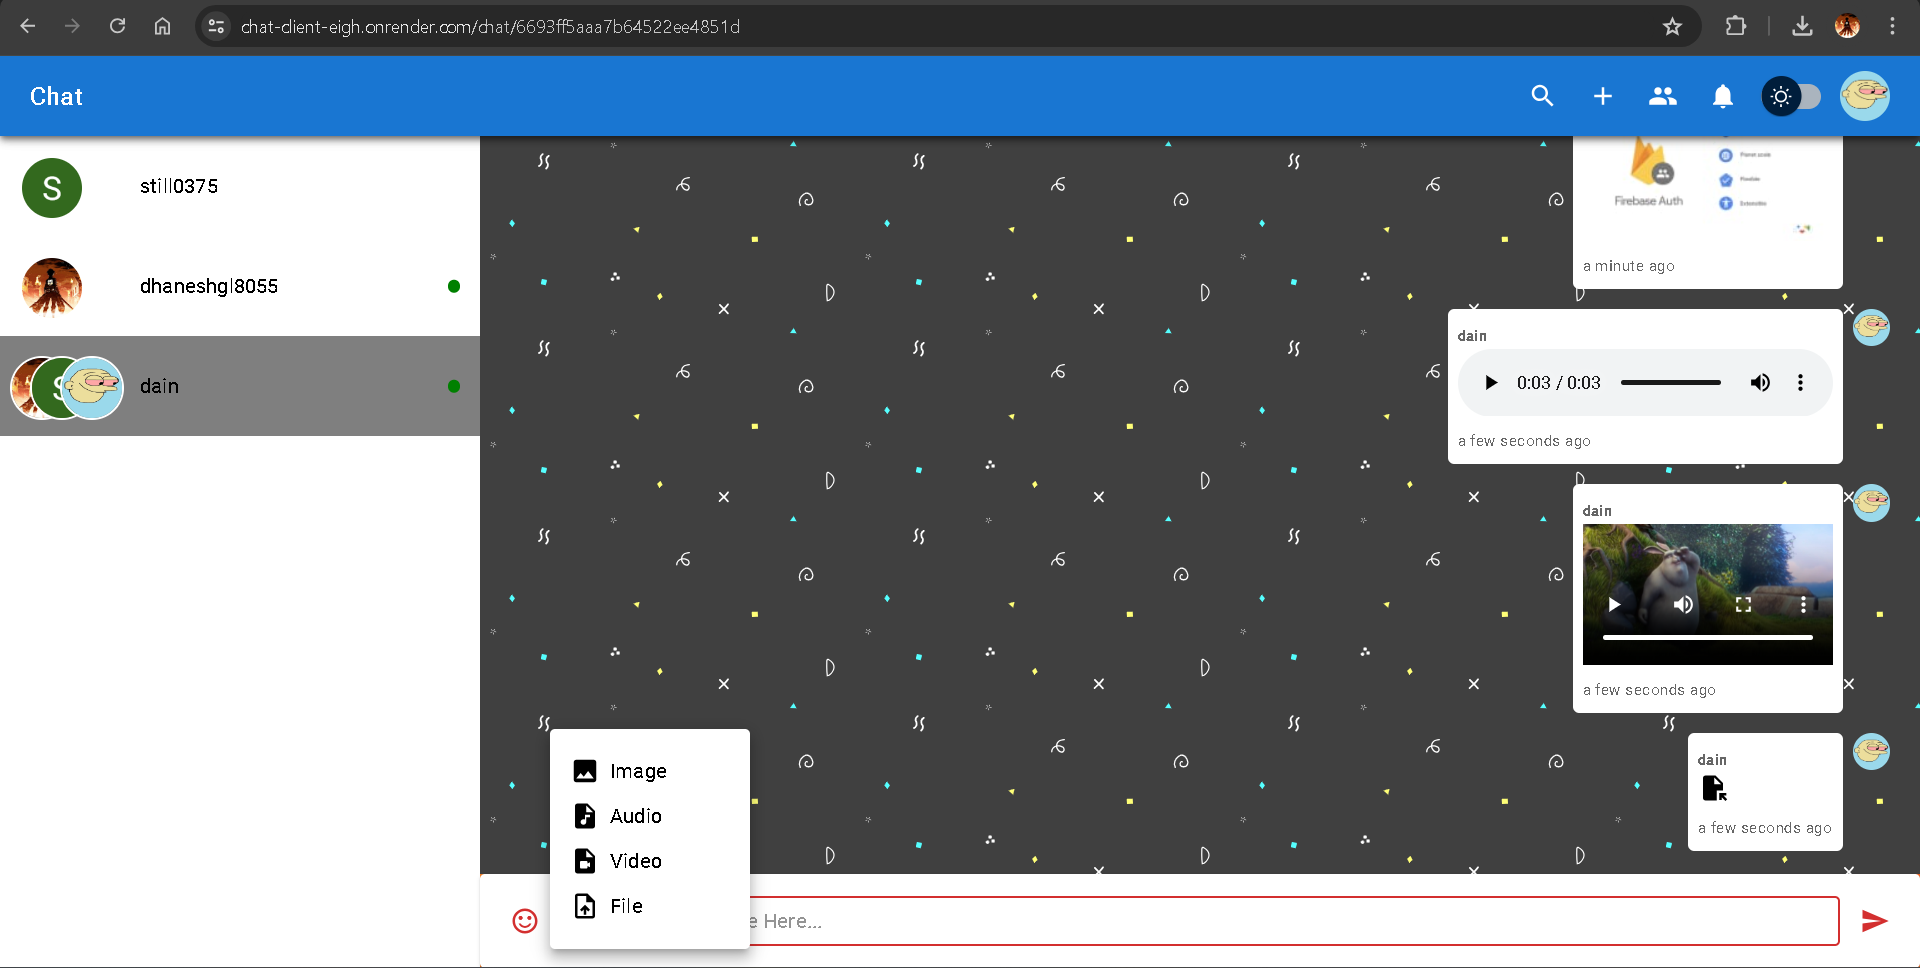 chat-client-eigh.onrender.com/chat/6693ff5aaa7b64522ee4851d
Chat
S
still0375
dhaneshgl8055
S
dain
Firebase Auth
a minute ago
dain
0:03 / 0:03
a few seconds ago
dain
a few seconds ago
dain
a few seconds ago
Image
Audio
Video
File
e Here...